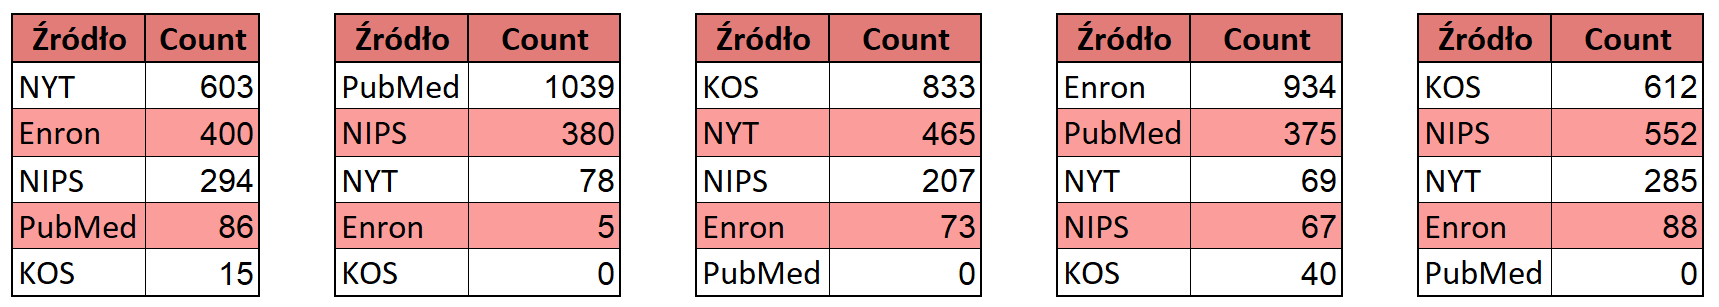 Źródło Count Źródło Count Źródło Count Źródło Count Źródło Count
NYT 603 PubMed 1039 KOS 833 Enron 934 KOS 612
Enron 400 NIPS 380 NYT 465 PubMed 375 NIPS 552
NIPS 294 NYT 78 NIPS 207 NYT 69 NYT 285
PubMed 86 Enron 5 Enron 73 NIPS 67 Enron 88
KOS 15 KOS 0 PubMed 0 KOS 40 PubMed 0